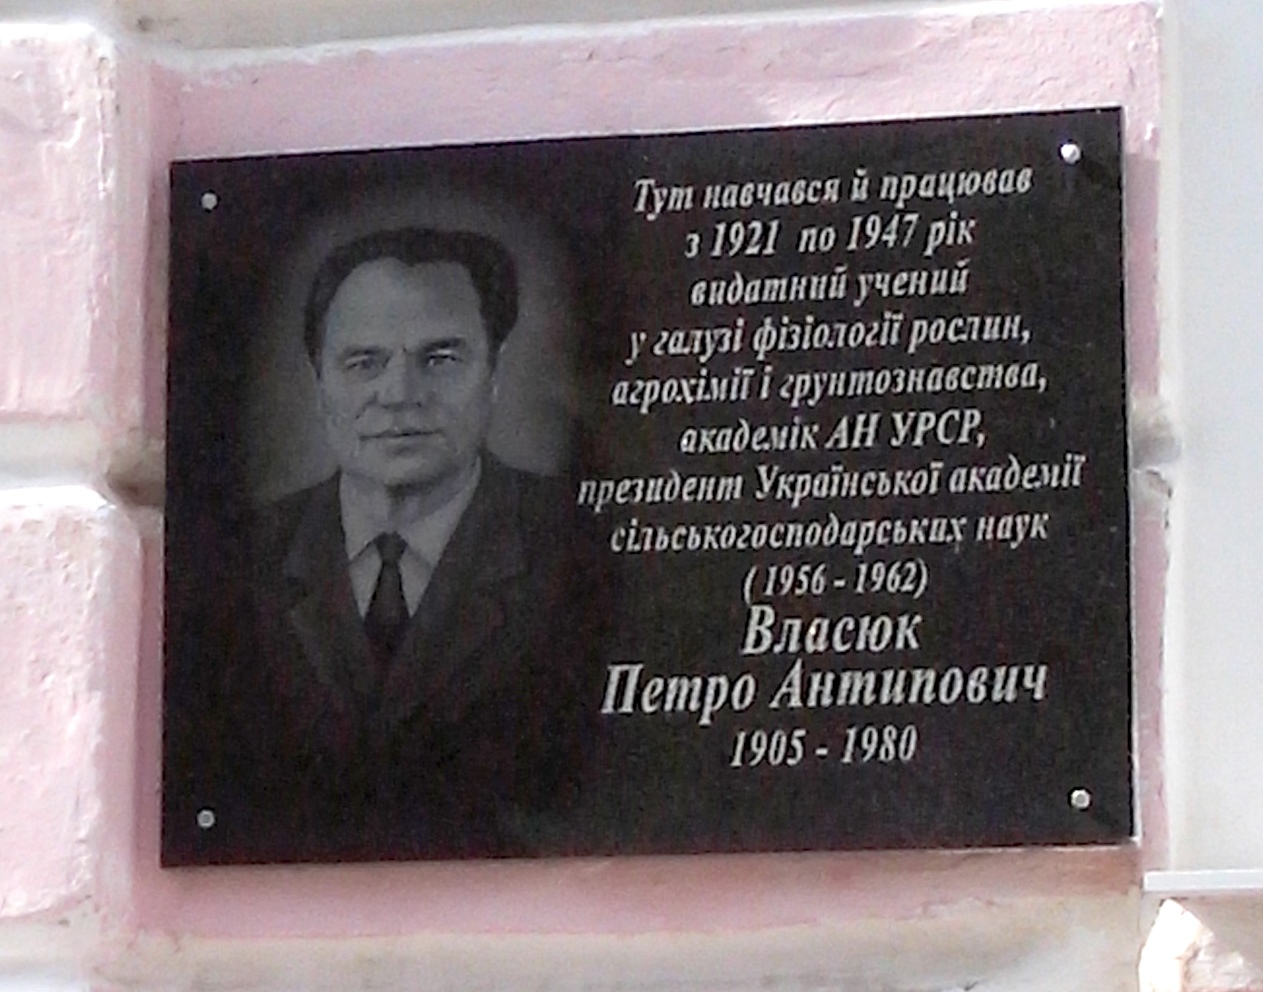 Тут навчався й працював
з 1921 по 1947 рік
видатний учений
у галузі фізіології рослин,
агрохімії і грунтознавства,
академік АН УРСР,
президент Української академії
сільськогосподарських наук
(1956 - 1962)
Власюк
Петро Антипович
1905 - 1980